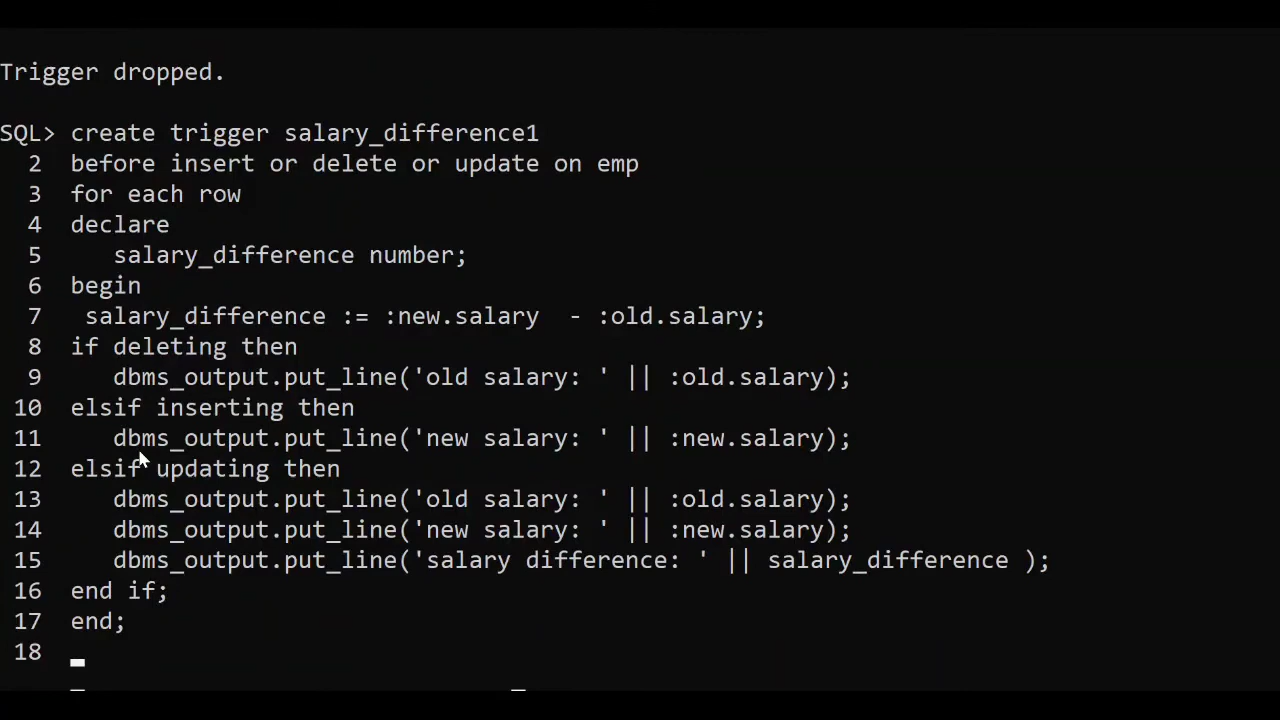 Trigger dropped.
SQL> create trigger salary_difference1
2 before insert or delete or update on emp
3 for each row
4 declare
5 salary_difference number;
6 begin
7 salary_difference := :new.salary  - :old.salary;
8 if deleting then
9 dbms_output.put_line('old salary: ' || :old.salary);
10 elsif inserting then
11 dbms_output.put_line('new salary: ' || :new.salary);
12 elsif updating then
13 dbms_output.put_line('old salary: ' || :old.salary);
14 dbms_output.put_line('new salary: ' || :new.salary);
15 dbms_output.put_line('salary difference: ' || salary_difference );
16 end if;
17 end;
18